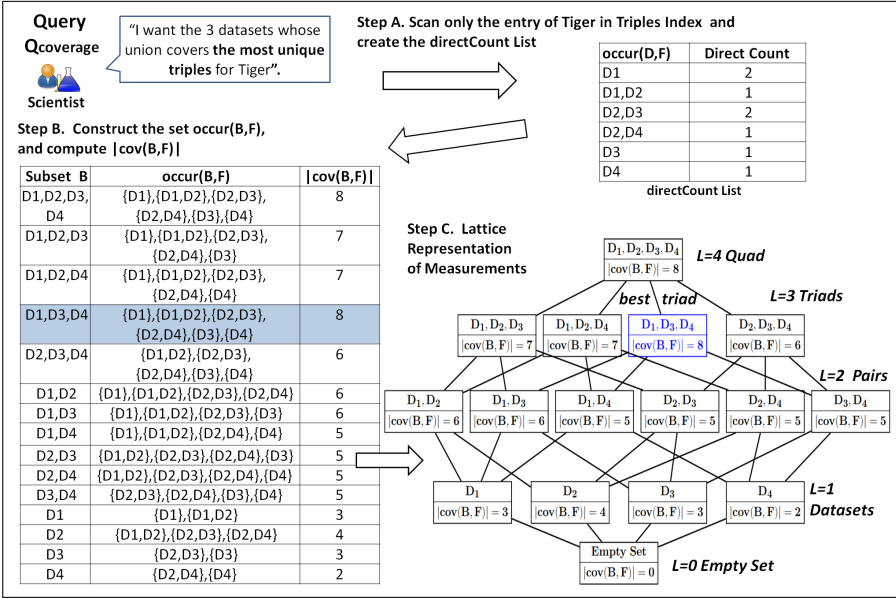 Query
Qcoverage
Scientist
“I want the 3 datasets whose
union covers the most unique
triples for Tiger”.
Step A. Scan only the entry of Tiger in Triples Index and
create the directCount List
occur(D,F) Direct Count
D1 2
D1,D2 1
D2,D3 2
D2,D4 1
D3 1
D4 1
directCount List
Step B. Construct the set occur(B,F),
and compute |cov(B,F)|
Subset B occur(B,F) |cov(B,F)|
D1,D2,D3, {D1},{D1,D2},{D2,D3}, 8
D4 {D2,D4},{D3},{D4}
D1,D2,D3 {D1},{D1,D2},{D2,D3}, 7
{D2,D4},{D3}
D1,D2,D4 {D1},{D1,D2},{D2,D3}, 7
{D2,D4},{D4}
D1,D3,D4 {D1},{D1,D2},{D2,D3}, 8
{D2,D4},{D3},{D4}
D2,D3,D4 {D1,D2},{D2,D3}, 6
{D2,D4},{D3},{D4}
D1,D2 {D1},{D1,D2},{D2,D3},{D2,D4} 6
D1,D3 {D1},{D1,D2},{D2,D3},{D3} 6
D1,D4 {D1},{D1,D2},{D2,D4},{D4} 5
D2,D3 {D1,D2},{D2,D3},{D2,D4},{D3} 5
D2,D4 {D1,D2},{D2,D3},{D2,D4},{D4} 5
D3,D4 {D2,D3},{D2,D4},{D3},{D4} 5
D1 {D1},{D1,D2} 3
D2 {D1,D2},{D2,D3},{D2,D4} 4
D3 {D2,D3},{D3} 3
D4 {D2,D4},{D4} 2
Step C. Lattice
Representation
of Measurements
D₁, D₂, D₃, D₄
|cov(B, F)| = 8
L=4 Quad
best triad
L=3 Triads
D₁, D₂, D₃ D₁, D₂, D₄ D₁, D₃, D₄ D₂, D₃, D₄
|cov(B, F)| = 7 |cov(B, F)| = 7 |cov(B, F)| = 8 |cov(B, F)| = 6
L=2 Pairs
D₁, D₂ D₁, D₃ D₁, D₄ D₂, D₃ D₂, D₄ D₃, D₄
|cov(B, F)| = 6 |cov(B, F)| = 6 |cov(B, F)| = 5 |cov(B, F)| = 5 |cov(B, F)| = 5 |cov(B, F)| = 5
D₁ D₂ D₃ D₄ L=1
|cov(B, F)| = 3 |cov(B, F)| = 4 |cov(B, F)| = 3 |cov(B, F)| = 2 Datasets
Empty Set
|cov(B, F)| = 0
L=0 Empty Set